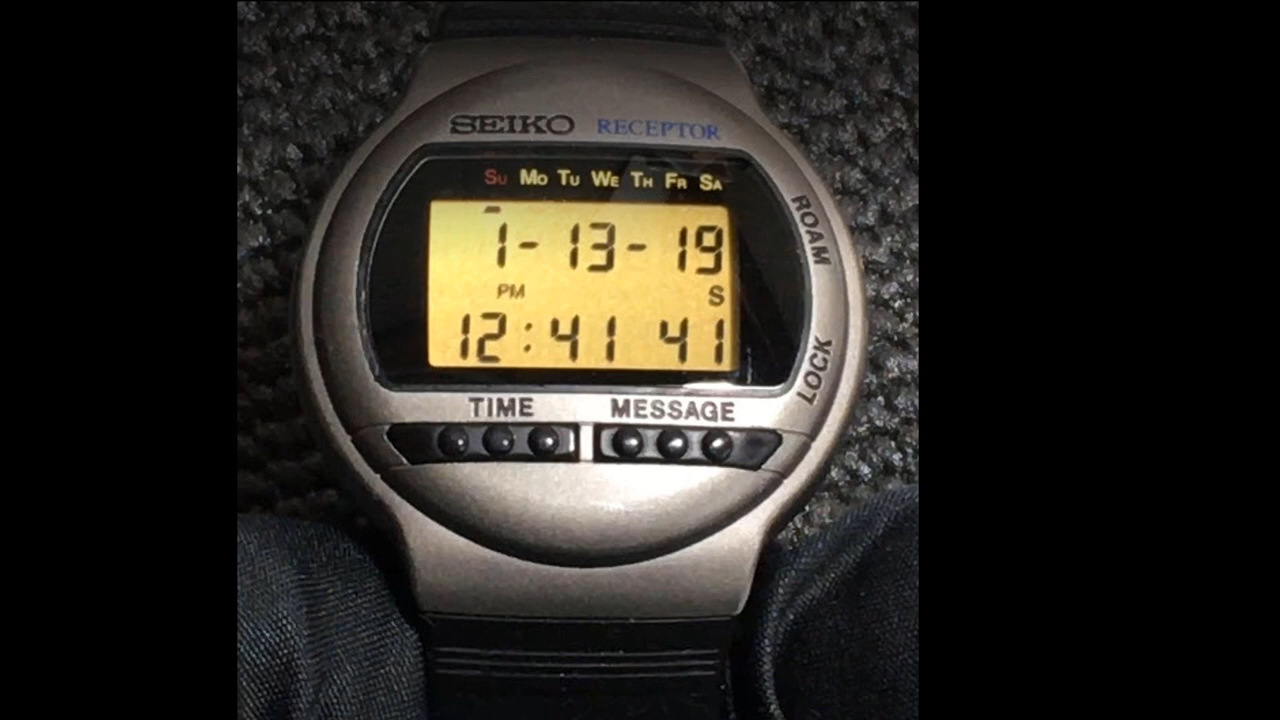 SEIKO RECEPTOR
SU MO TU WE TH FR SA
1-13-19
PM S
12:41 41
ROAM
LOCK
TIME MESSAGE